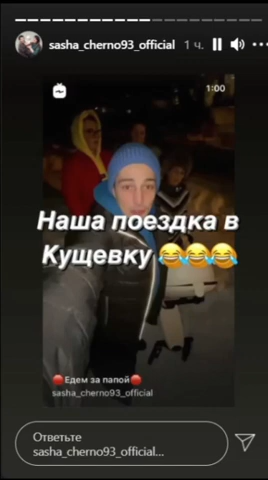 sasha_cherno93_official 1 ч.
1:00
Наша поездка в
Кущевку 😂😂😂
🔴Едем за папой🔴
sasha_cherno93_official
Ответьте
sasha_cherno93_official...